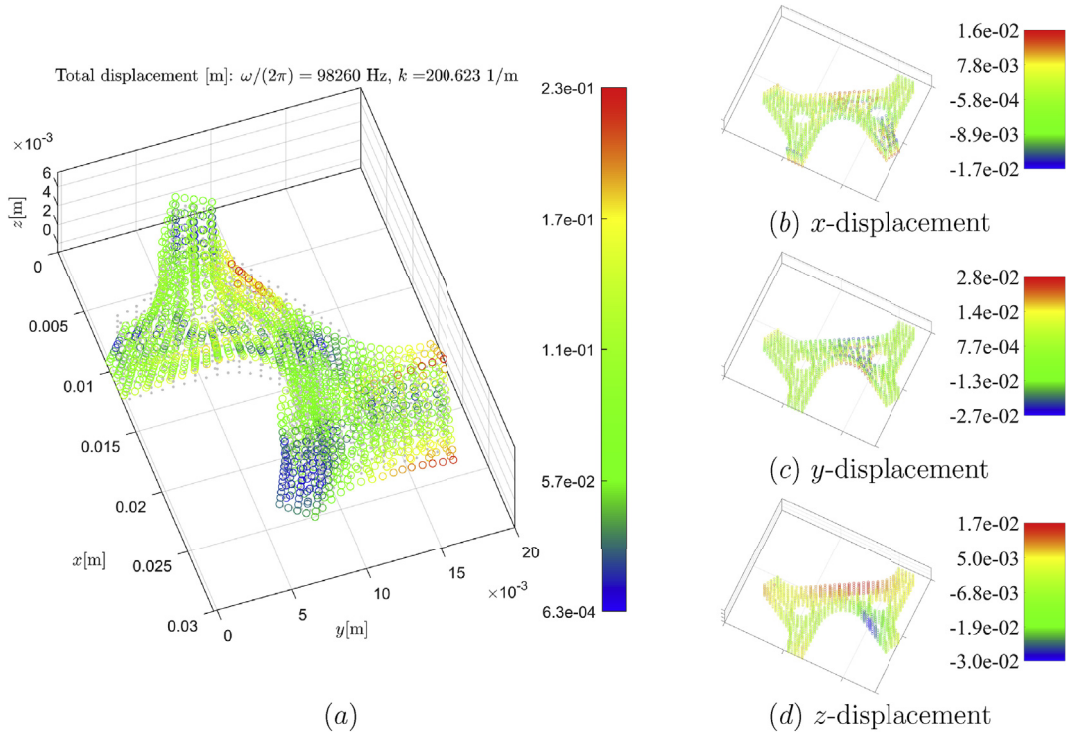 Total displacement [m]: ω/(2π) = 98260 Hz, k =200.623 1/m
×10⁻³
6
4
2
0
z[m]
0
0.005
0.01
0.015
0.02
0.025
0.03
x[m]
0
5
10
15
20
×10⁻³
y[m]
2.3e-01
1.7e-01
1.1e-01
5.7e-02
6.3e-04
(a)
1.6e-02
7.8e-03
-5.8e-04
-8.9e-03
-1.7e-02
(b) x-displacement
2.8e-02
1.4e-02
7.7e-04
-1.3e-02
-2.7e-02
(c) y-displacement
1.7e-02
5.0e-03
-6.8e-03
-1.9e-02
-3.0e-02
(d) z-displacement